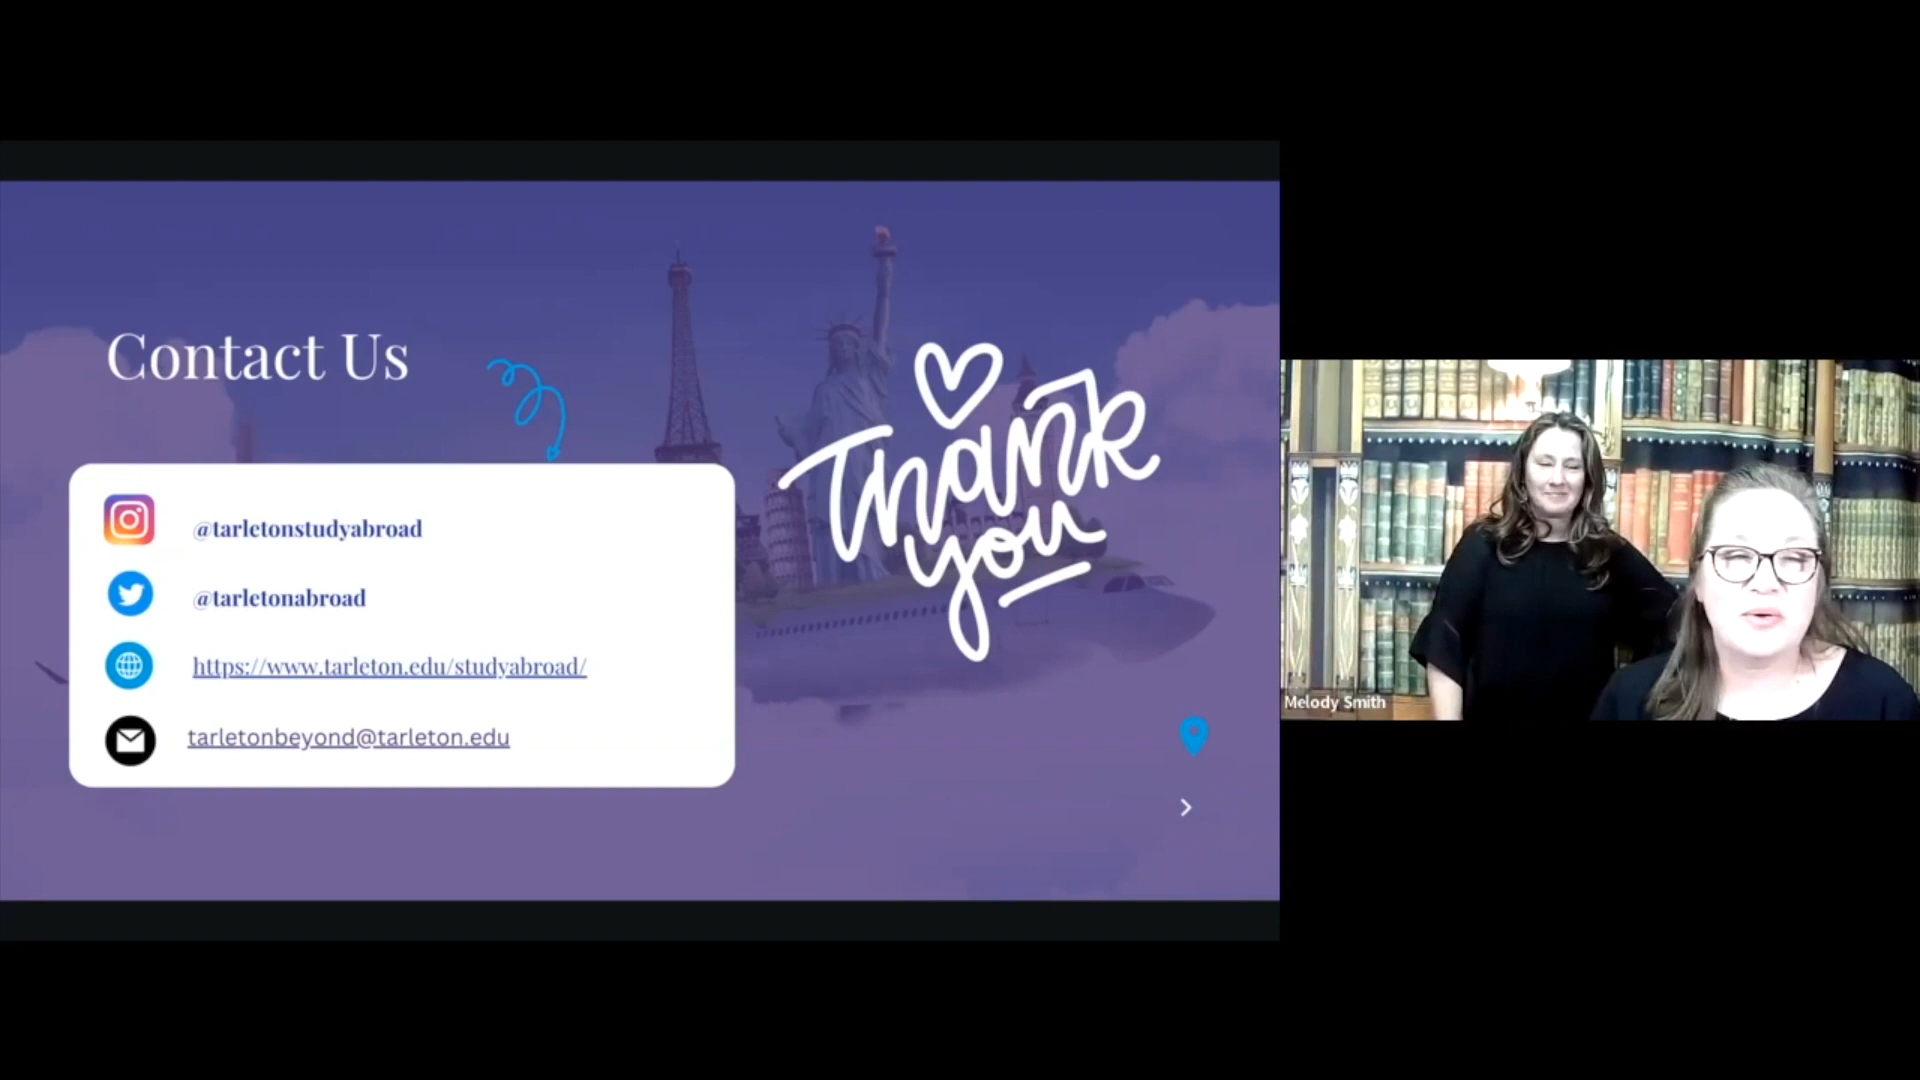 Contact Us
@tarletonstudyabroad
@tarletonabroad
https://www.tarleton.edu/studyabroad/
tarletonbeyond@tarleton.edu
Thank
you
Melody Smith